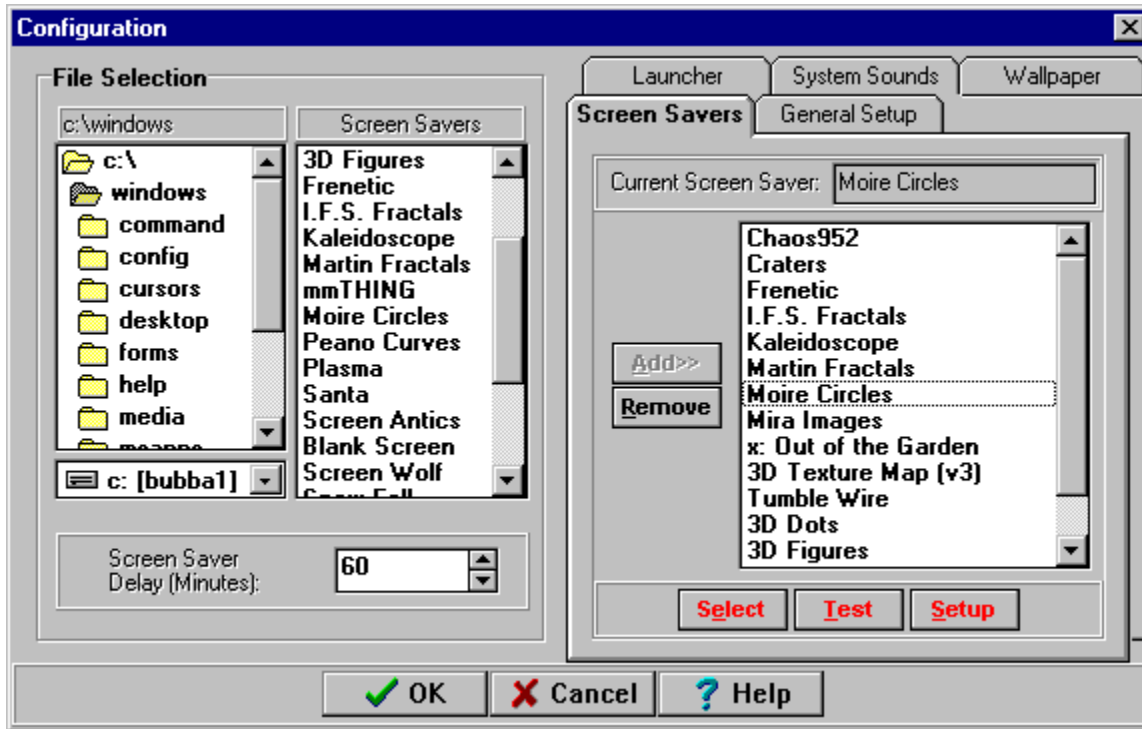 Configuration
File Selection
c:\windows
c:\
windows
command
config
cursors
desktop
forms
help
media
c: [bubba1]
Screen Savers
3D Figures
Frenetic
I.F.S. Fractals
Kaleidoscope
Martin Fractals
mmTHING
Moire Circles
Peano Curves
Plasma
Santa
Screen Antics
Blank Screen
Screen Wolf
Snow Fall
Screen Saver
Delay (Minutes):
60
Launcher
System Sounds
Wallpaper
Screen Savers
General Setup
Current Screen Saver: Moire Circles
Add>>
Remove
Chaos952
Craters
Frenetic
I.F.S. Fractals
Kaleidoscope
Martin Fractals
Moire Circles
Mira Images
x: Out of the Garden
3D Texture Map (v3)
Tumble Wire
3D Dots
3D Figures
Select
Test
Setup
OK
Cancel
Help